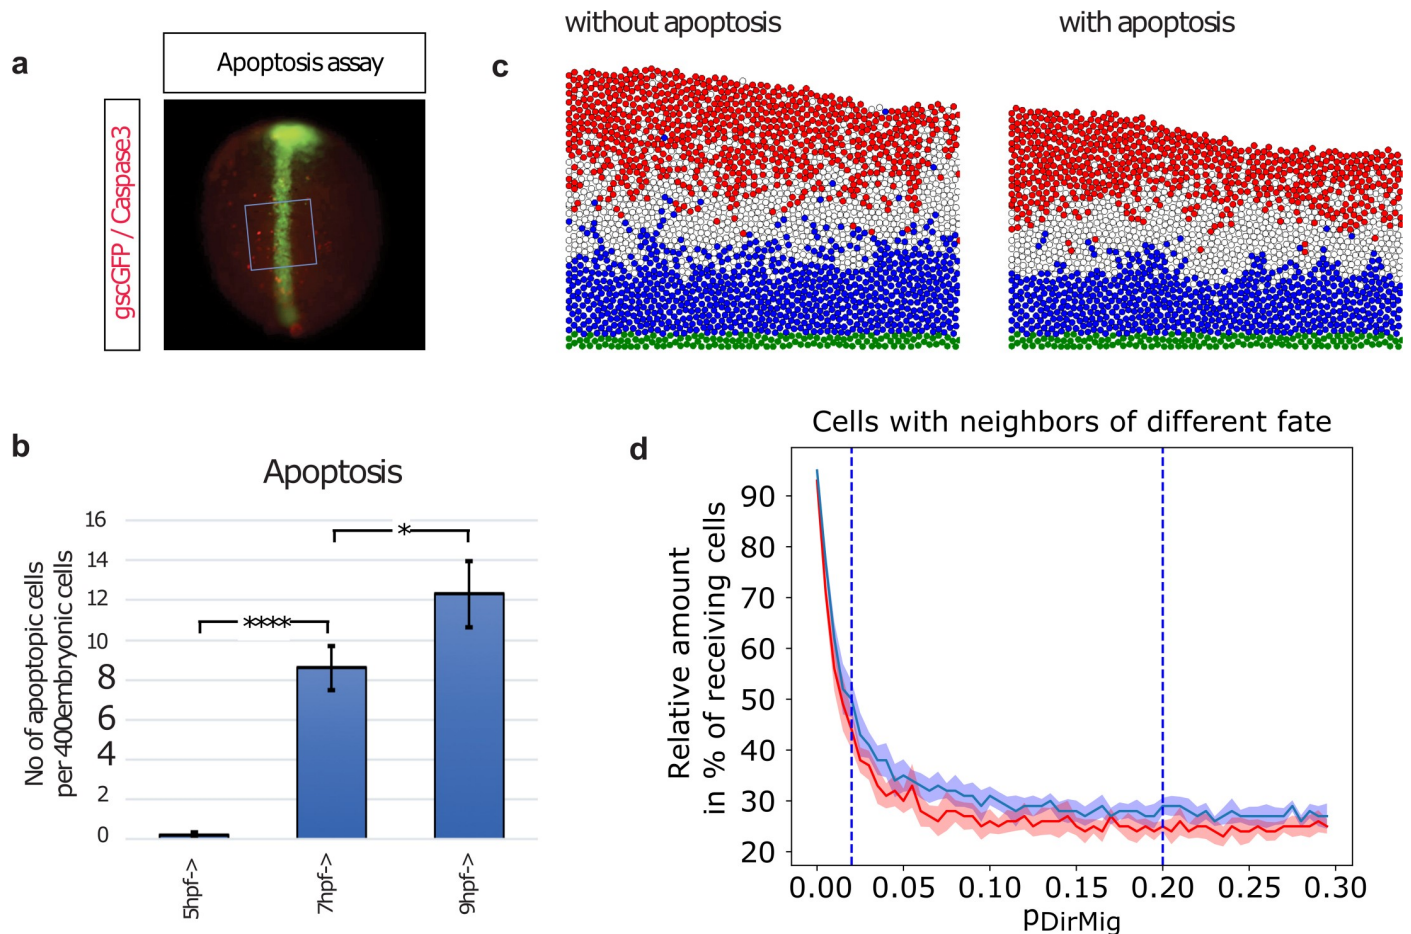 a
Apoptosis assay
gscGFP / Caspase3
b
Apoptosis
No of apoptopic cells
per 400embryonic cells
16
14
12
10
8
6
4
2
0
****
*
5hpf->
7hpf->
9hpf->
c
without apoptosis
with apoptosis
d
Cells with neighbors of different fate
Relative amount
in % of receiving cells
90
80
70
60
50
40
30
20
0.00 0.05 0.10 0.15 0.20 0.25 0.30
pDirMig